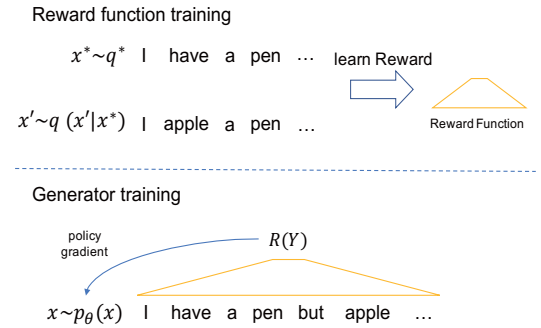 Reward function training
x*~q* I have a pen …
learn Reward
x′~q (x′|x*) I apple a pen …
Reward Function
Generator training
policy
gradient
R(Y)
x~pθ(x) I have a pen but apple …